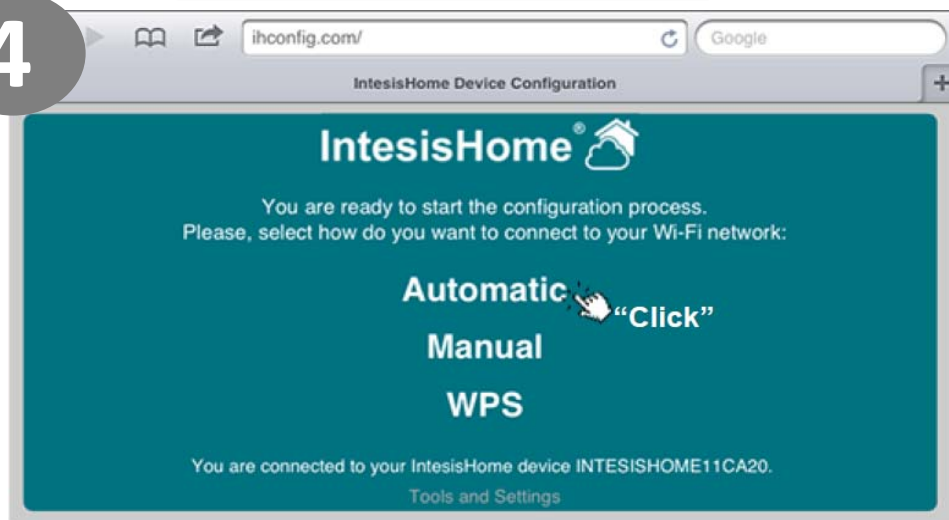 4
ihconfig.com/
Google
IntesisHome Device Configuration
IntesisHome®
You are ready to start the configuration process.
Please, select how do you want to connect to your Wi-Fi network:
Automatic
“Click”
Manual
WPS
You are connected to your IntesisHome device INTESISHOME11CA20.
Tools and Settings